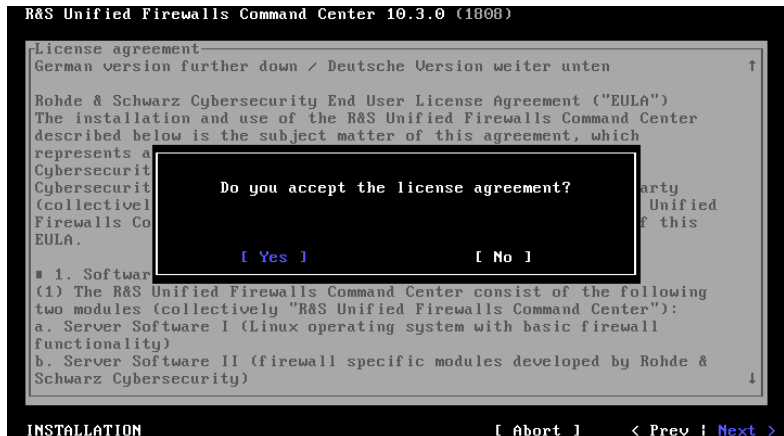 R&S Unified Firewalls Command Center 10.3.0 (1808)
License agreement
German version further down / Deutsche Version weiter unten ↑
Rohde & Schwarz Cybersecurity End User License Agreement ("EULA")
The installation and use of the R&S Unified Firewalls Command Center
described below is the subject matter of this agreement, which
represents a
Cybersecurit
Cybersecurit arty
(collectivel Unified
Firewalls Co f this
EULA.
Do you accept the license agreement?
[ Yes ] [ No ]
∎ 1. Softwar
(1) The R&S Unified Firewalls Command Center consist of the following
two modules (collectively "R&S Unified Firewalls Command Center"):
a. Server Software I (Linux operating system with basic firewall
functionality)
b. Server Software II (firewall specific modules developed by Rohde &
Schwarz Cybersecurity) ↓
INSTALLATION [ Abort ] < Prev | Next >